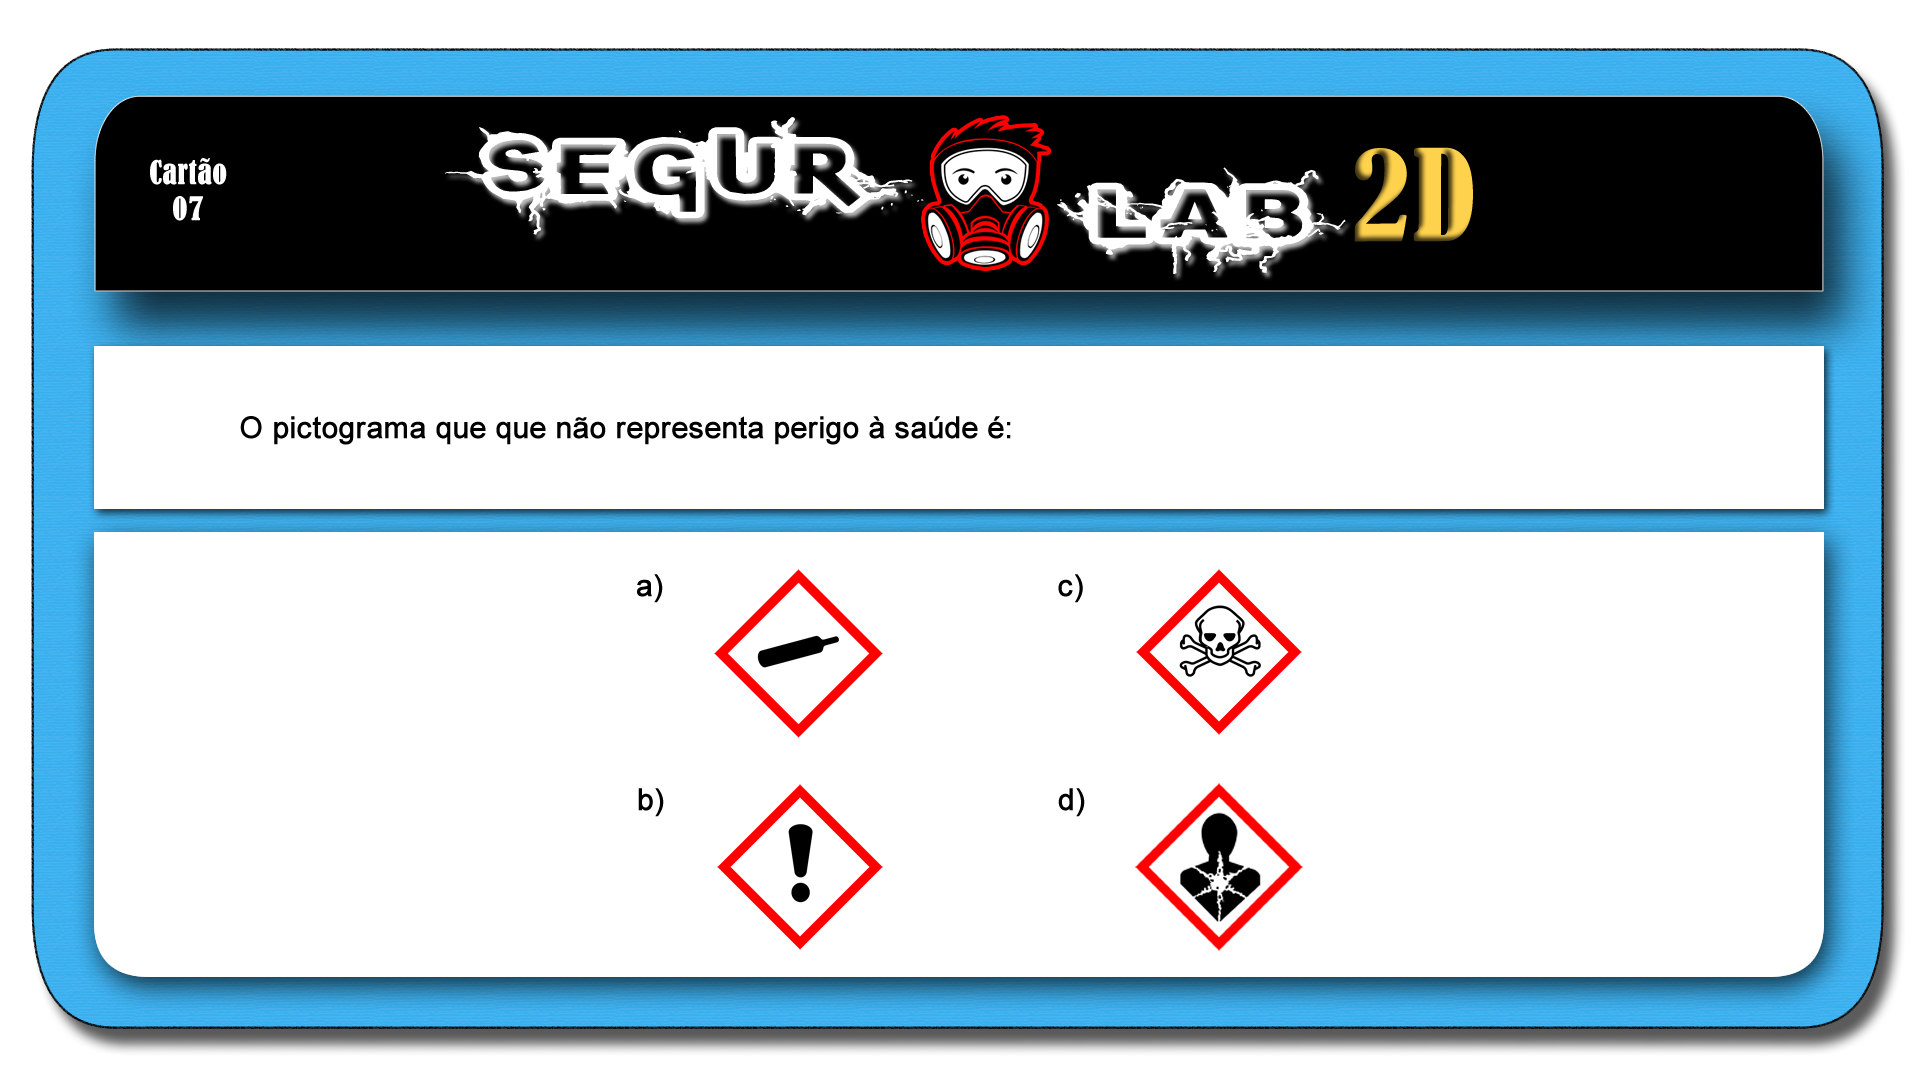 Cartão
07
SEGUR LAB 2D
O pictograma que que não representa perigo à saúde é:
a)
c)
b)
d)